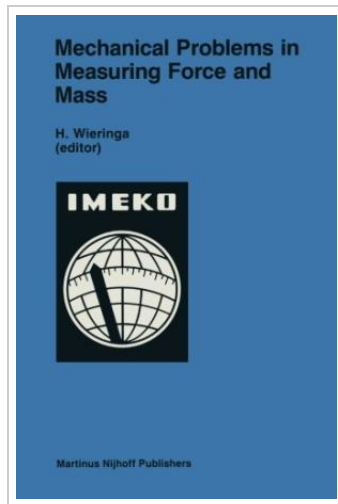 Mechanical Problems in
Measuring Force and
Mass
H. Wieringa
(editor)
IMEKO
Martinus Nijhoff Publishers